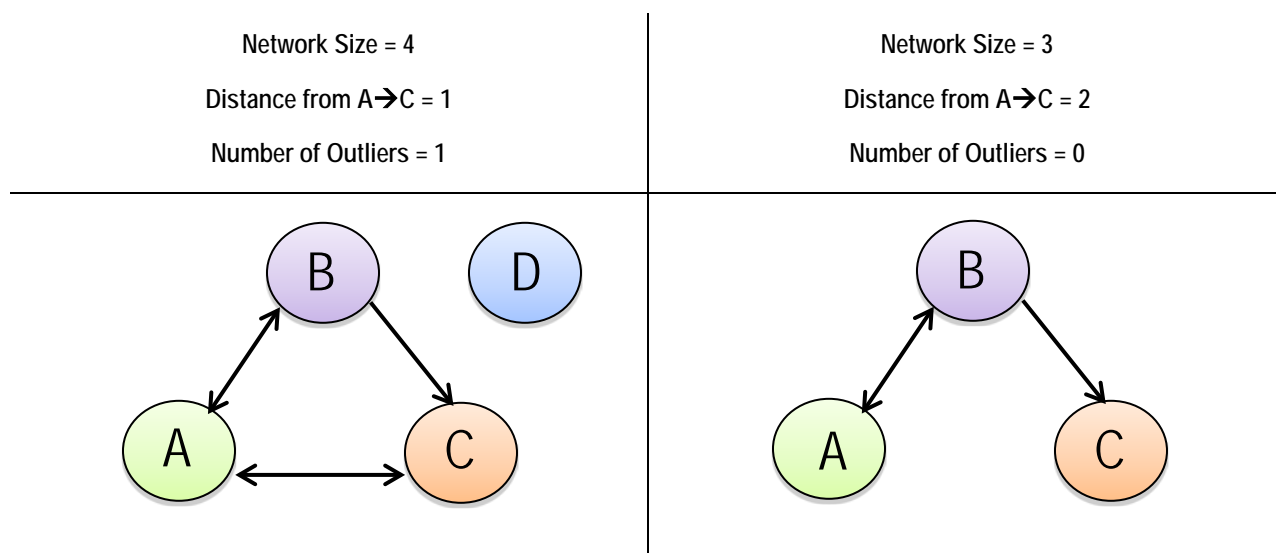 Network Size = 4
Distance from A➔C = 1
Number of Outliers = 1
B
D
A
C
Network Size = 3
Distance from A➔C = 2
Number of Outliers = 0
B
A
C